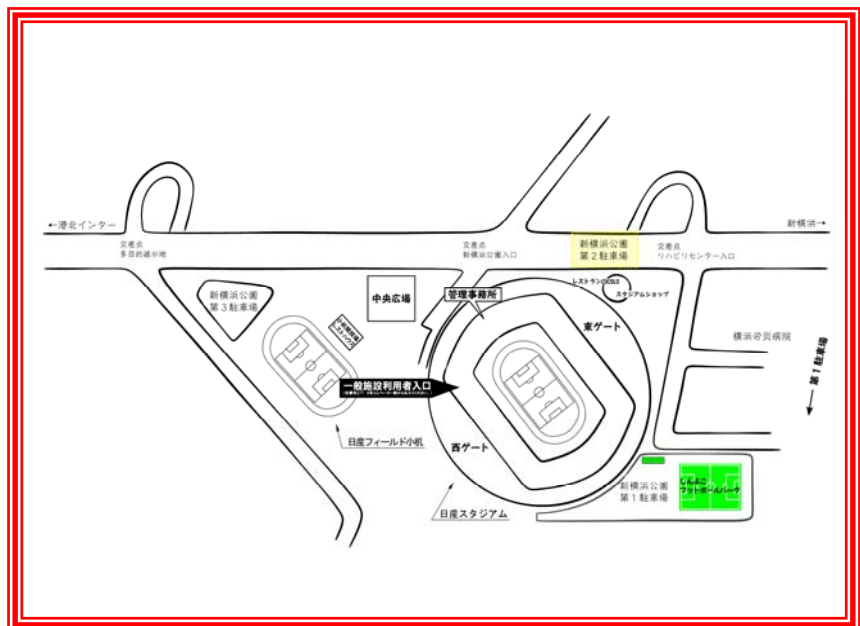 ←港北インター
新横浜→
交差点
多目的遊水地
交差点
新横浜公園入口
新横浜公園
第2駐車場
交差点
リハビリセンター入口
新横浜公園
第3駐車場
中央広場
管理事務所
レストラン
スタジアムショップ
東ゲート
横浜労災病院
第1駐車場
一般施設利用者入口
日産フィールド小机
西ゲート
新横浜公園
第1駐車場
しんよこ
フットボールパーク
日産スタジアム